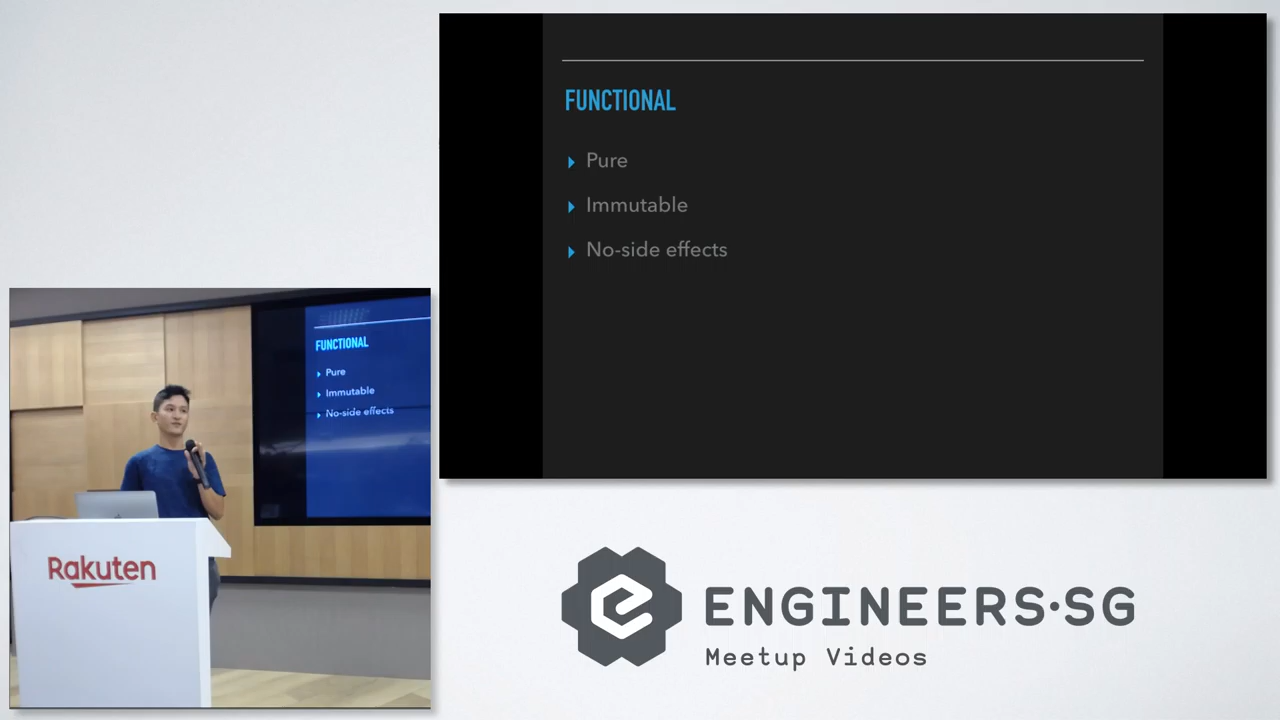 FUNCTIONAL
Pure
Immutable
No-side effects
FUNCTIONAL
Pure
Immutable
No-side effects
Rakuten
ENGINEERS·SG
Meetup Videos